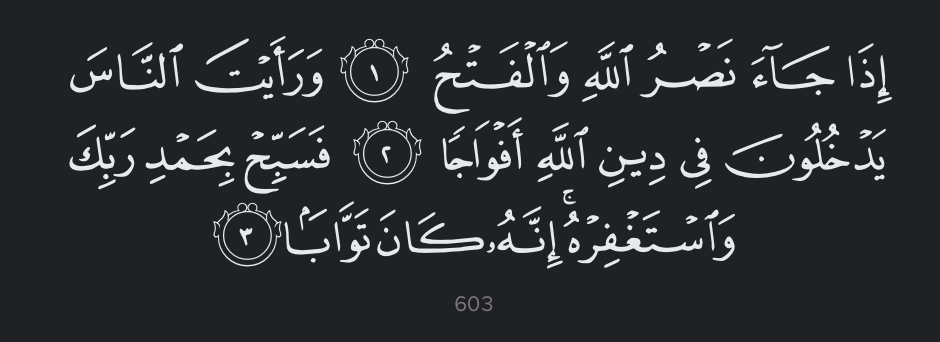 إِذَا جَآءَ نَصْرُ ٱللَّهِ وَٱلْفَتْحُ ١ وَرَأَيْتَ ٱلنَّاسَ
يَدْخُلُونَ فِى دِينِ ٱللَّهِ أَفْوَاجًا ٢ فَسَبِّحْ بِحَمْدِ رَبِّكَ
وَٱسْتَغْفِرْهُ ۚ إِنَّهُۥ كَانَ تَوَّابًۢا ٣
603